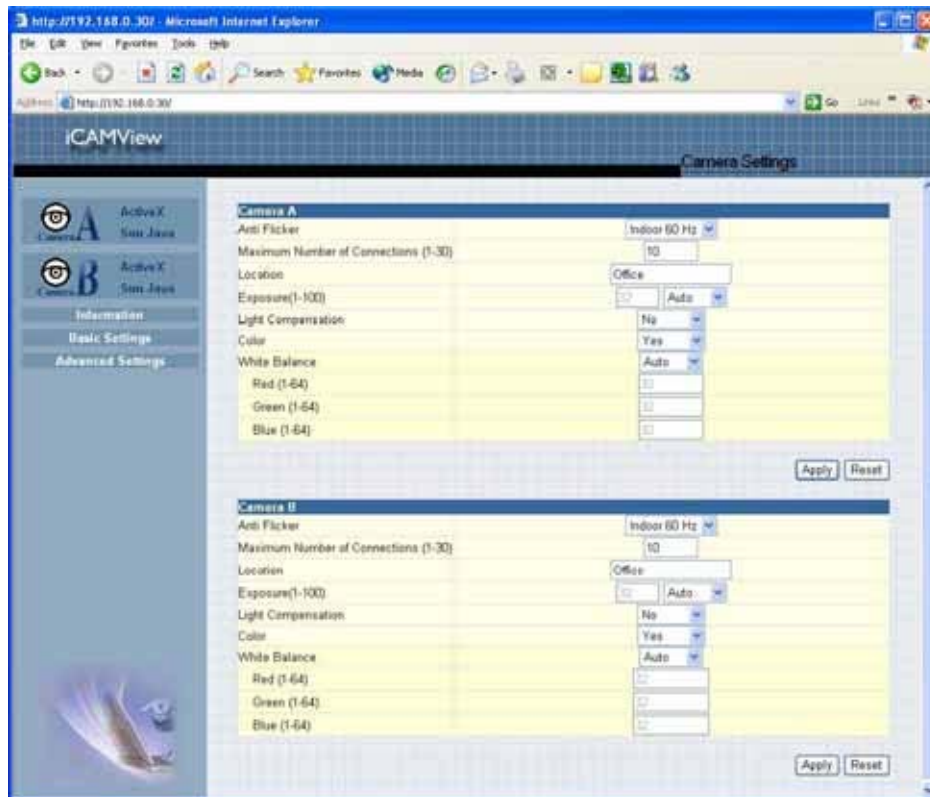 http://192.168.0.30/ - Microsoft Internet Explorer
File Edit View Favorites Tools Help
Back Search Favorites Media
Address http://192.168.0.30/ Go Links
iCAMView
Camera Settings
Camera A ActiveX
Sun Java
Camera B ActiveX
Sun Java
Information
Basic Settings
Advanced Settings
Camera A
Anti Flicker Indoor 60 Hz
Maximum Number of Connections (1-30) 10
Location Office
Exposure(1-100) Auto
Light Compensation No
Color Yes
White Balance Auto
Red (1-64)
Green (1-64)
Blue (1-64)
Apply Reset
Camera B
Anti Flicker Indoor 60 Hz
Maximum Number of Connections (1-30) 10
Location Office
Exposure(1-100) Auto
Light Compensation No
Color Yes
White Balance Auto
Red (1-64)
Green (1-64)
Blue (1-64)
Apply Reset